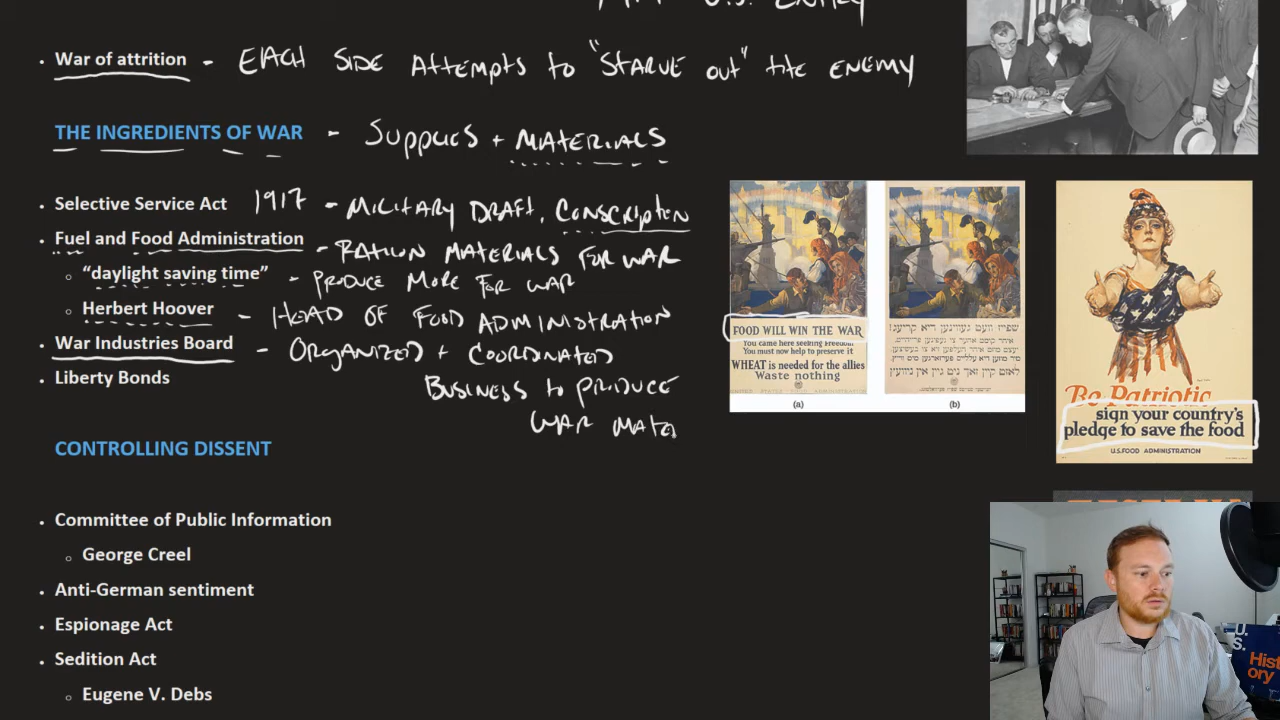 War of attrition - EACH SIDE ATTEMPTS to "STARVE OUT" THE ENEMY
THE INGREDIENTS OF WAR - SUPPLIES + MATERIALS
Selective Service Act 1917 - MILITARY DRAFT, CONSCRIPTION
Fuel and Food Administration - RATION MATERIALS FOR WAR
"daylight saving time" - PRODUCE MORE FOR WAR
Herbert Hoover - HEAD OF FOOD ADMINISTRATION
War Industries Board - ORGANIZED + COORDINATED
BUSINESS to PRODUCE
WAR MATE
Liberty Bonds
CONTROLLING DISSENT
Committee of Public Information
George Creel
Anti-German sentiment
Espionage Act
Sedition Act
Eugene V. Debs
FOOD WILL WIN THE WAR
You came here seeking Freedom
You must now help to preserve it
WHEAT is needed for the allies
Waste nothing
(a)
(b)
Be Patriotic
sign your country's
pledge to save the food
U.S. FOOD ADMINISTRATION
U.
S.
Hist
ory